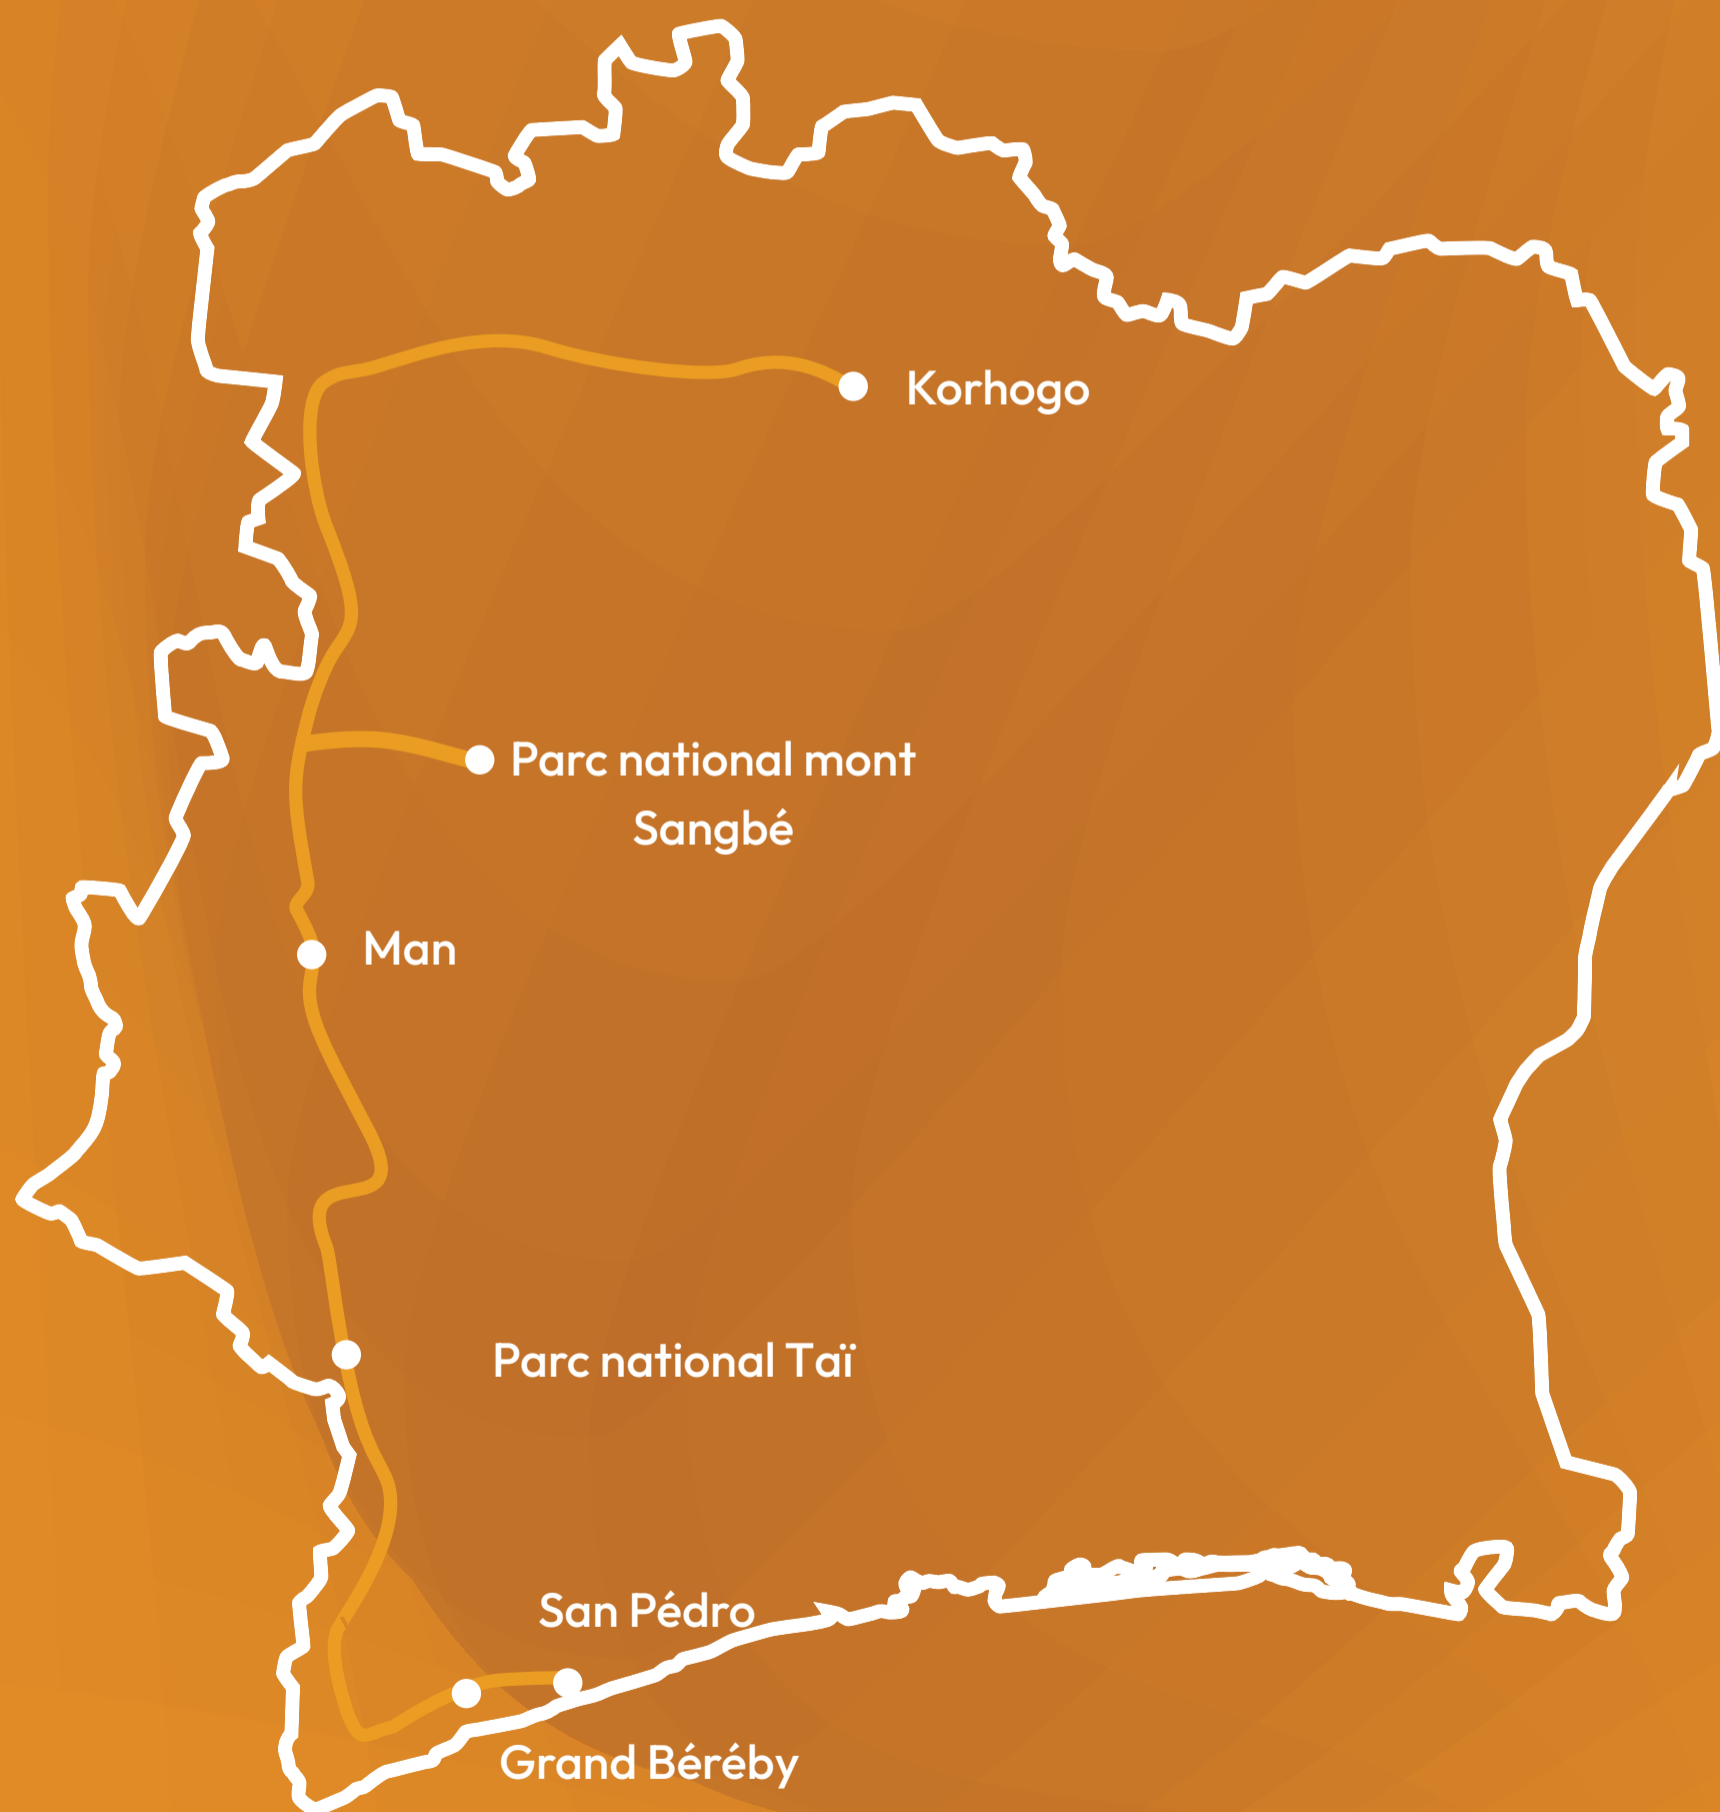 Korhogo
Parc national mont
Sangbé
Man
Parc national Taï
San Pédro
Grand Béréby